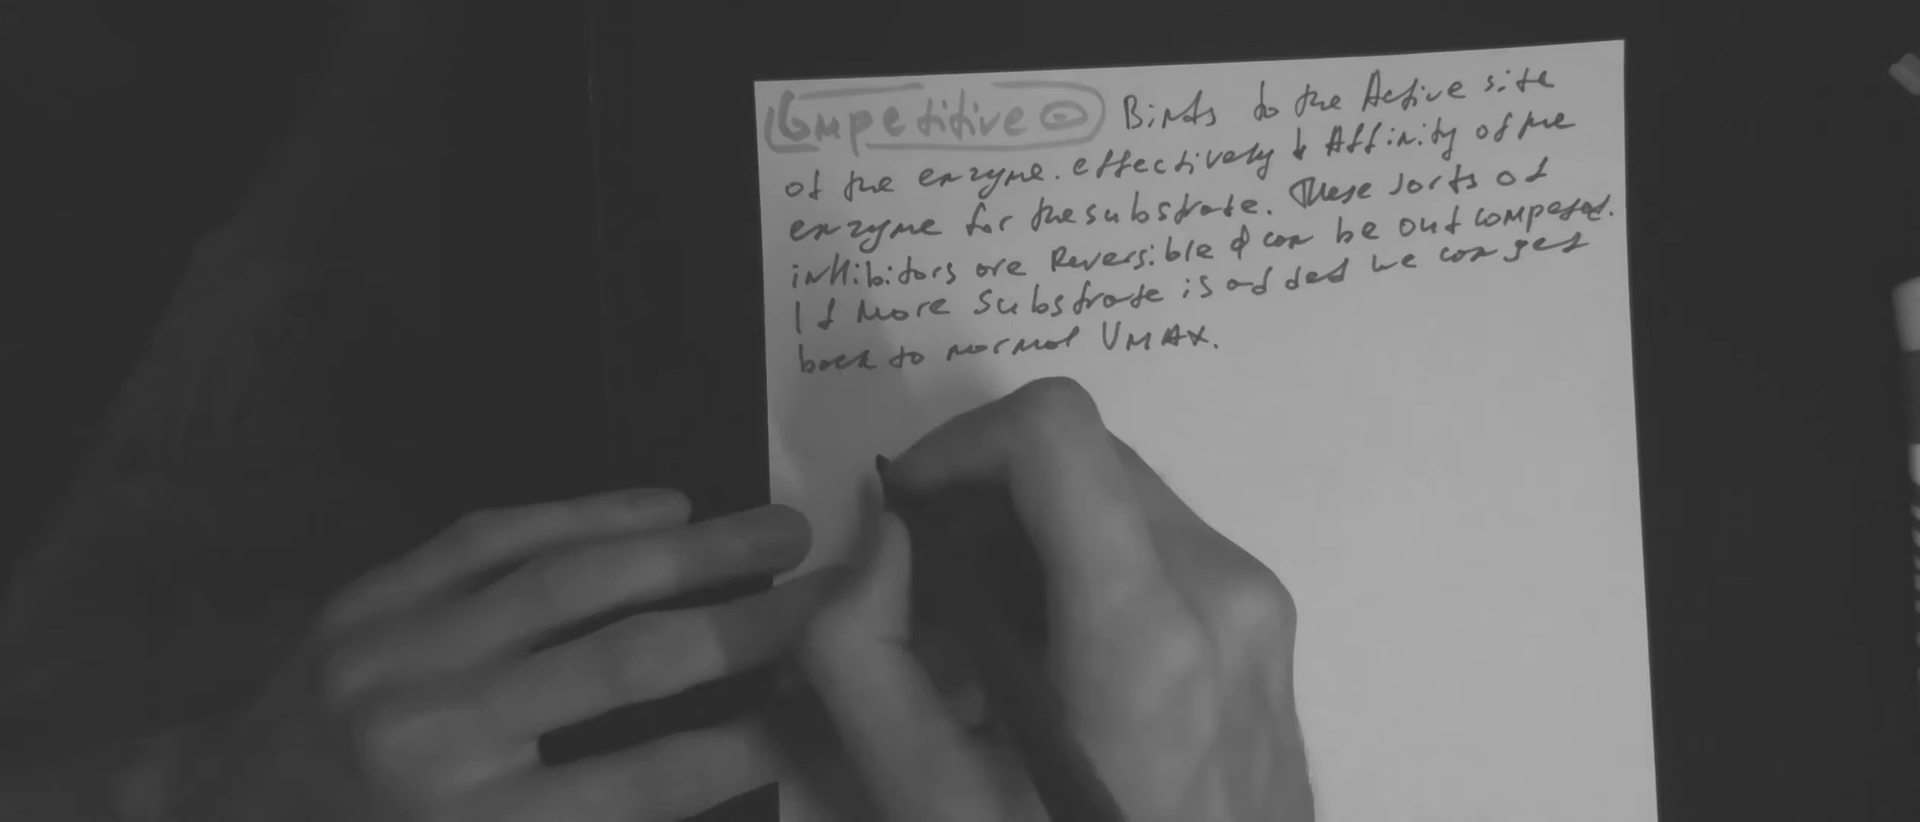 Competitive ⊖ Binds to the Active site
of the enzyme. effectively ↓ Affinity of the
enzyme for the substrate. These sorts of
inhibitors are Reversible & can be out competed.
If more substrate is added we can get
back to normal VMAX.